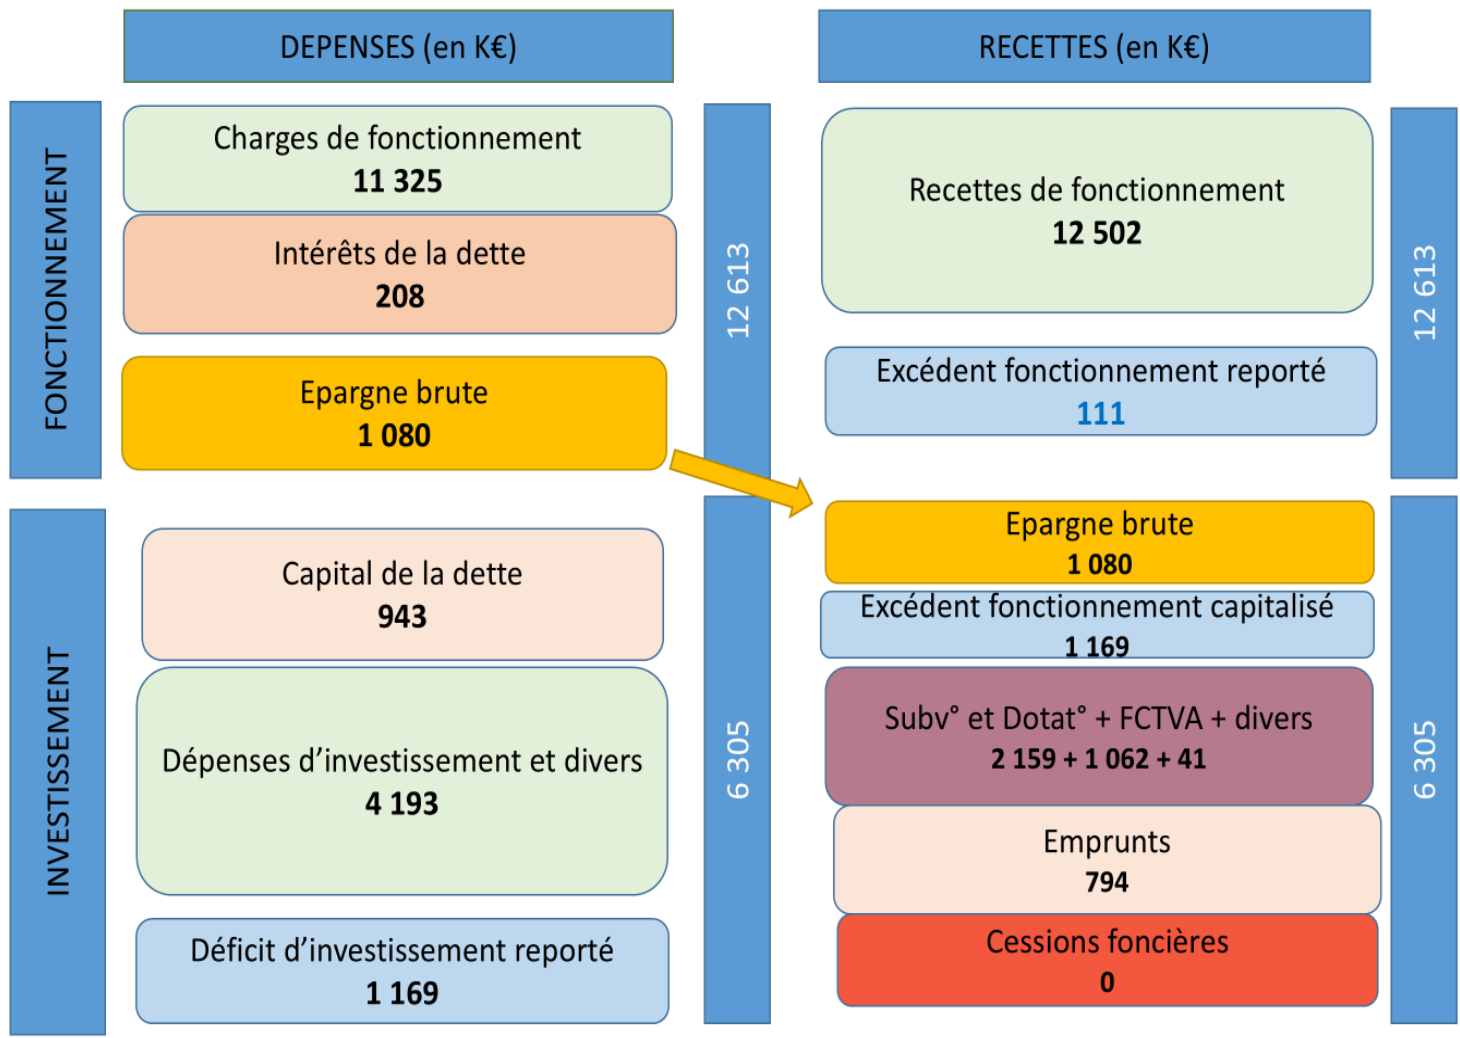 DEPENSES (en K€)
RECETTES (en K€)
FONCTIONNEMENT
Charges de fonctionnement
11 325
Intérêts de la dette
208
Epargne brute
1 080
12 613
Recettes de fonctionnement
12 502
Excédent fonctionnement reporté
111
12 613
INVESTISSEMENT
Capital de la dette
943
Dépenses d’investissement et divers
4 193
Déficit d’investissement reporté
1 169
6 305
Epargne brute
1 080
Excédent fonctionnement capitalisé
1 169
Subv° et Dotat° + FCTVA + divers
2 159 + 1 062 + 41
Emprunts
794
Cessions foncières
0
6 305